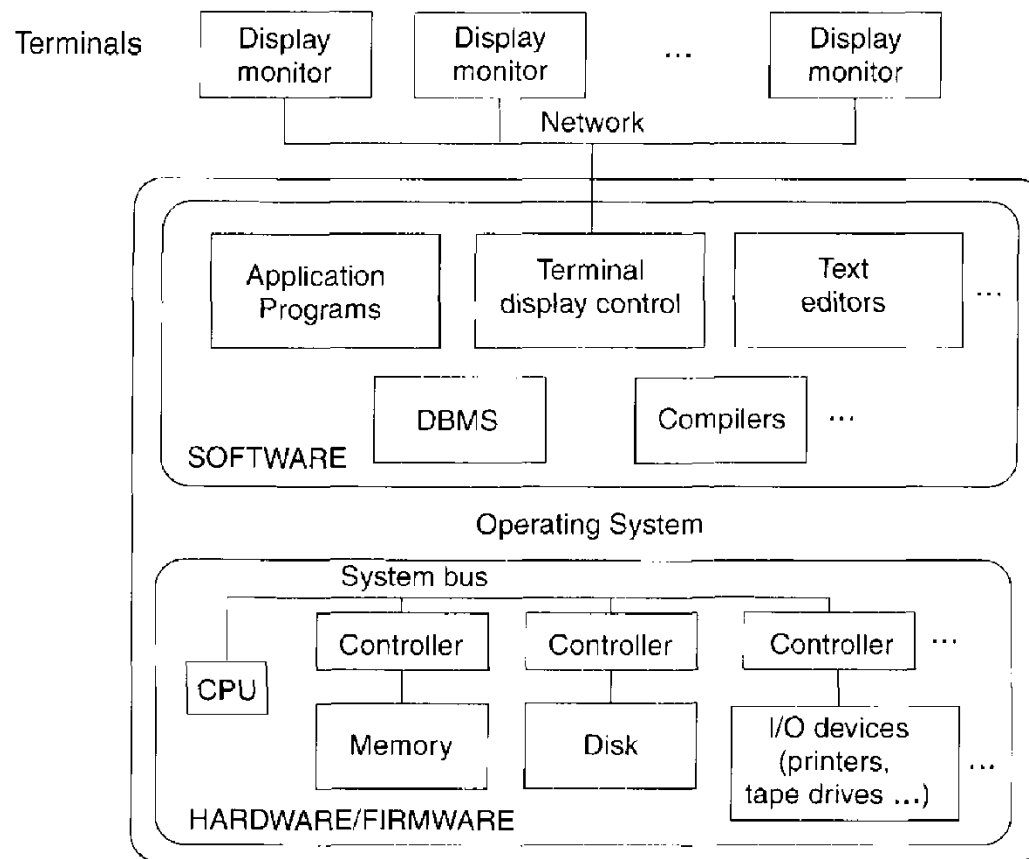 Terminals
Display
monitor
Display
monitor
...
Display
monitor
Network
Application
Programs
Terminal
display control
Text
editors
...
DBMS
Compilers
...
SOFTWARE
Operating System
System bus
CPU
Controller
Controller
Controller
...
Memory
Disk
I/O devices
(printers,
tape drives ...)
...
HARDWARE/FIRMWARE